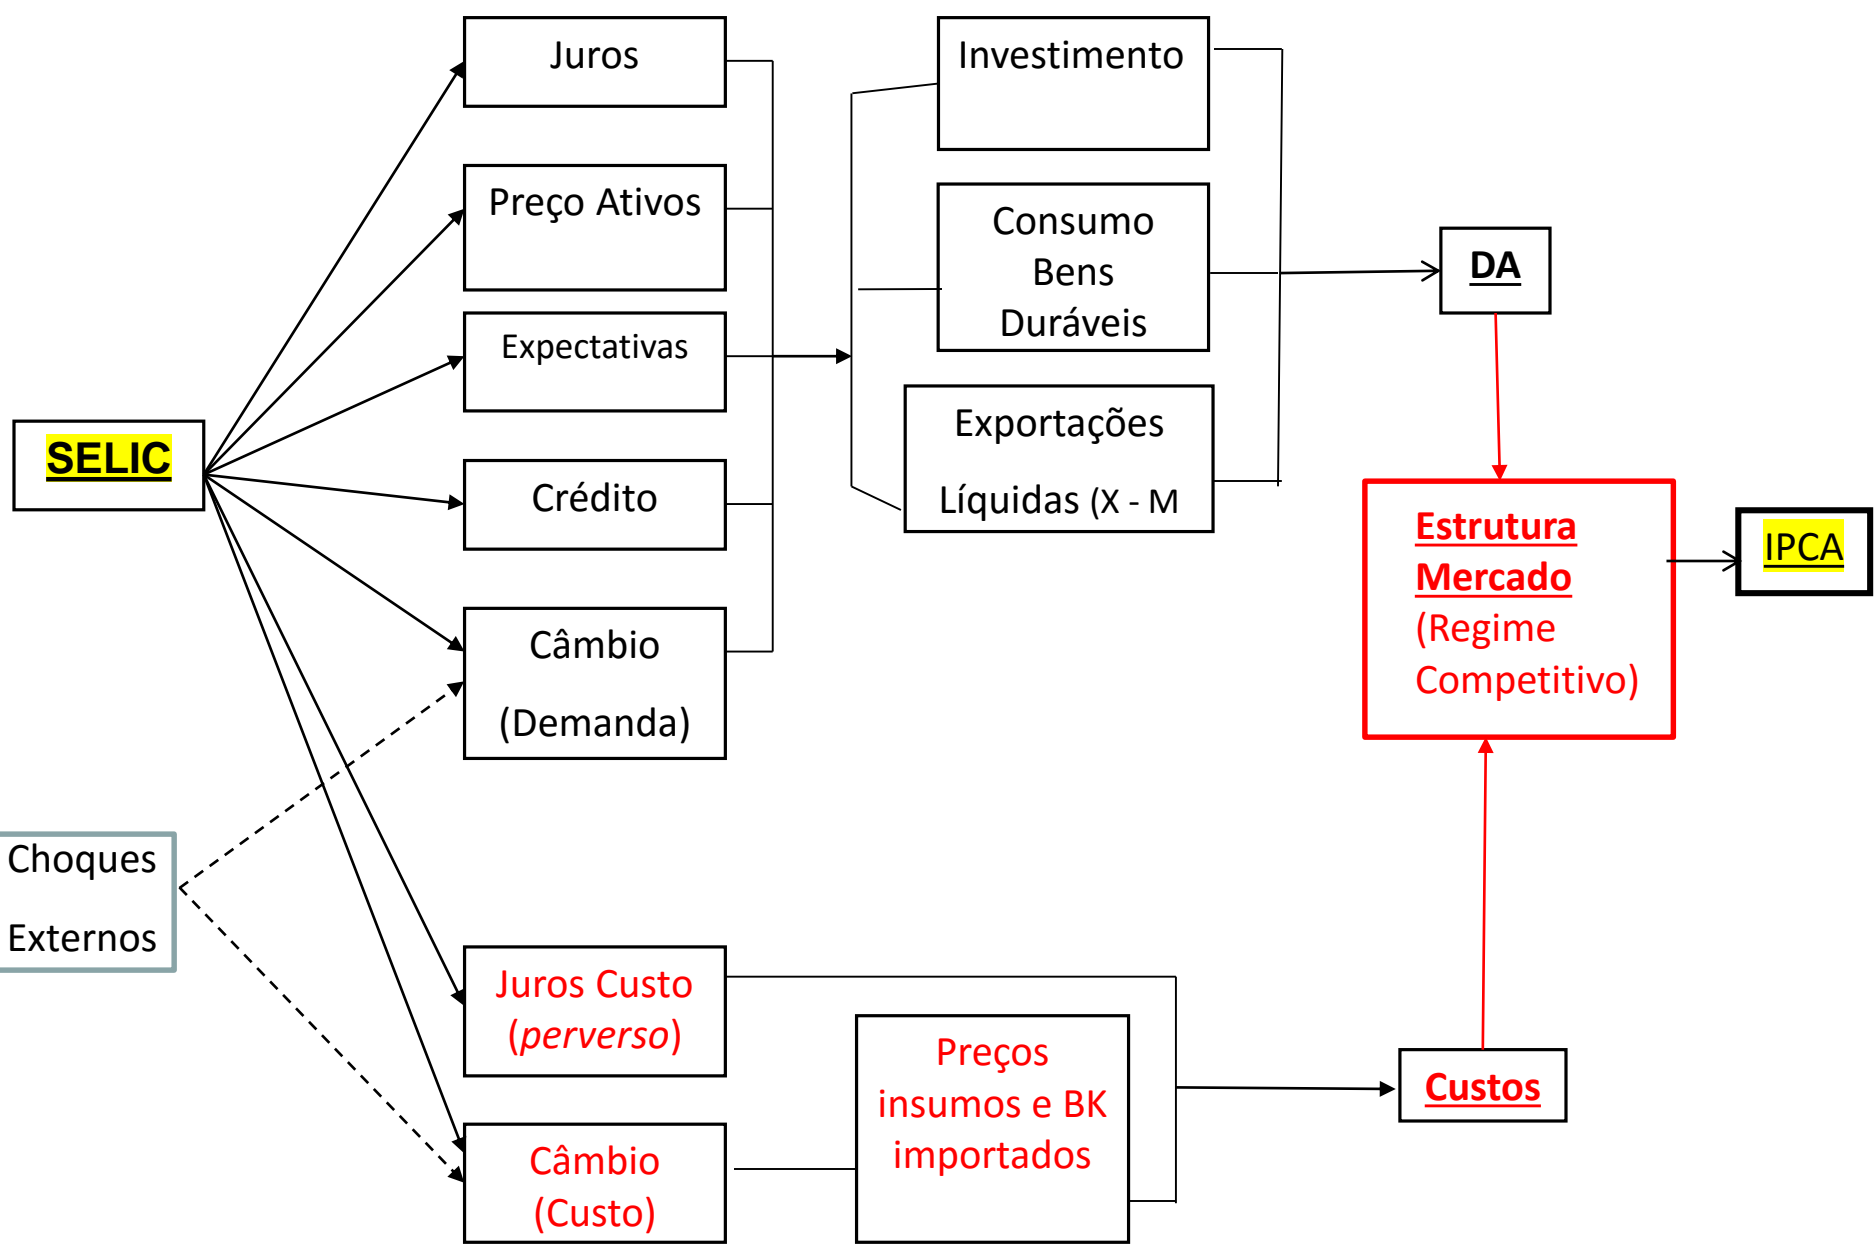 Juros
Preço Ativos
Expectativas
Crédito
Câmbio
(Demanda)
SELIC
Choques
Externos
Juros Custo
(perverso)
Câmbio
(Custo)
Investimento
Consumo
Bens
Duráveis
Exportações
Líquidas (X - M
Preços
insumos e BK
importados
DA
Estrutura
Mercado
(Regime
Competitivo)
Custos
IPCA